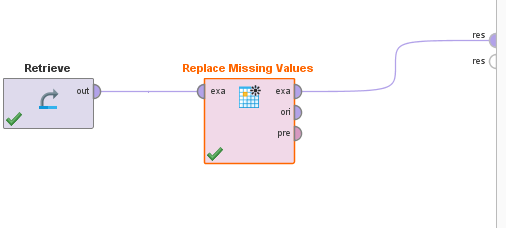 res
res
Retrieve
out
Replace Missing Values
exa
exa
ori
pre